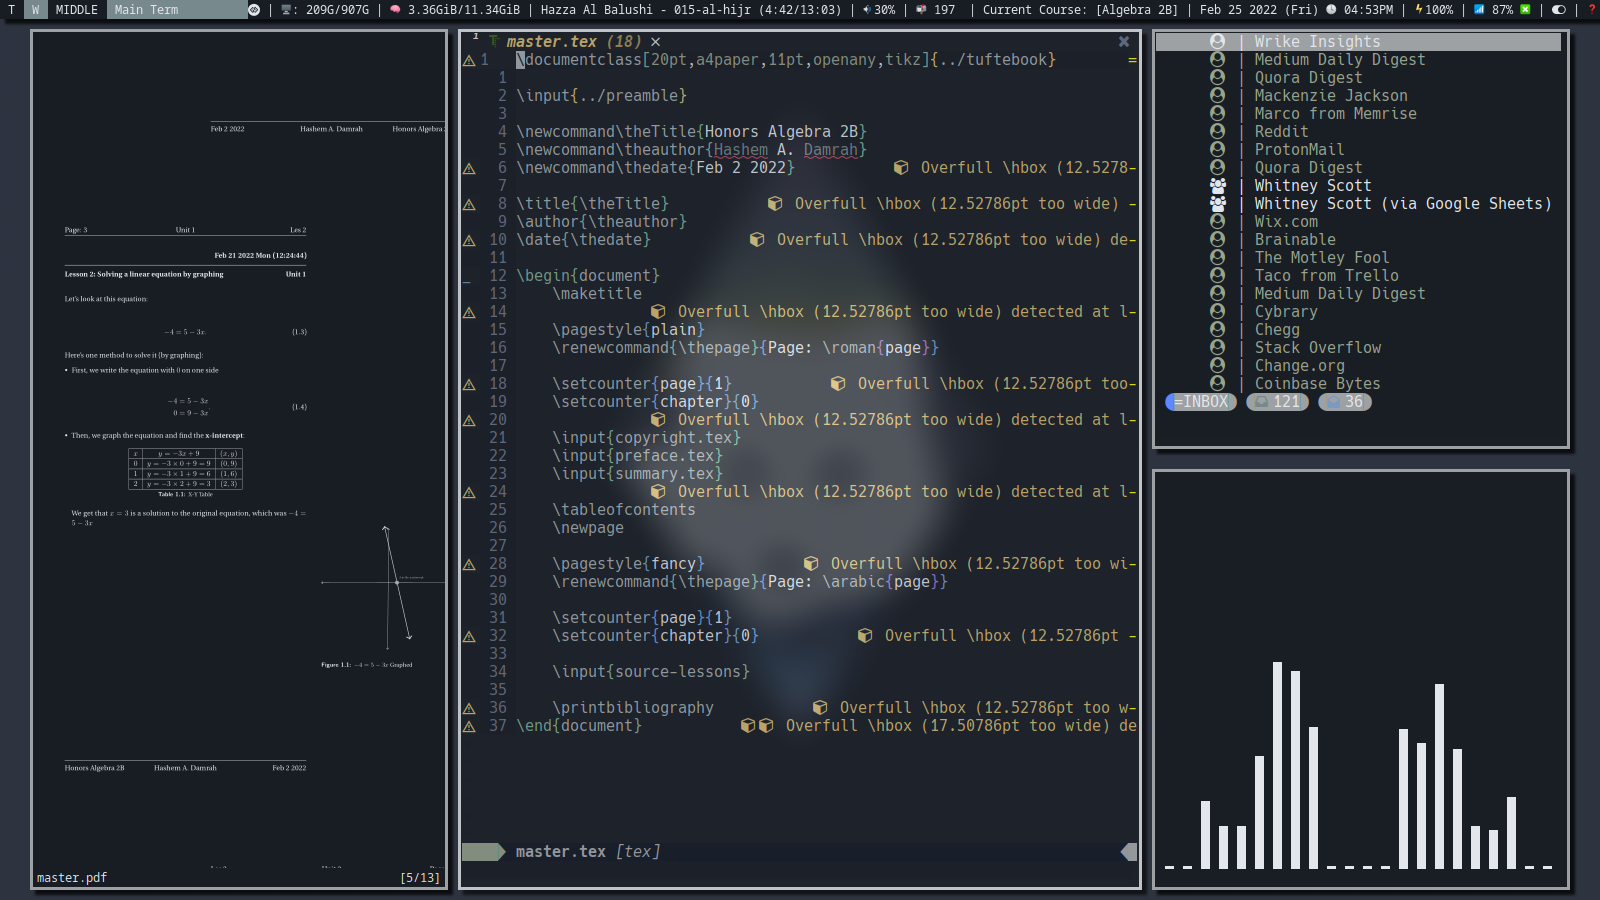 T W MIDDLE Main Term | : 209G/907G | 3.36GiB/11.34GiB | Hazza Al Balushi - 015-al-hijr (4:42/13:03) | 30% | 197 | Current Course: [Algebra 2B] | Feb 25 2022 (Fri) 04:53PM | 100% | 87% | | ?
Feb 2 2022 Hashem A. Damrah Honors Algebra
Page: 3 Unit 1 Les 2
Feb 21 2022 Mon (12:24:44)
Lesson 2: Solving a linear equation by graphing Unit 1
Let's look at this equation:
−4 = 5 − 3x. (1.3)
Here's one method to solve it (by graphing):
• First, we write the equation with 0 on one side
−4 = 5 − 3x
0 = 9 − 3x (1.4)
• Then, we graph the equation and find the x-intercept:
x y = −3x + 9 (x, y)
0 y = −3 × 0 + 9 = 9 (0, 9)
1 y = −3 × 1 + 9 = 6 (1, 6)
2 y = −3 × 2 + 9 = 3 (2, 3)
Table 1.1: X-Y Table
We get that x = 3 is a solution to the original equation, which was −4 =
5 − 3x
Figure 1.1: −4 = 5 − 3x Graphed
Honors Algebra 2B Hashem A. Damrah Feb 2 2022
master.pdf [5/13]
1 T master.tex (18) ×
1 \documentclass[20pt,a4paper,11pt,openany,tikz]{../tuftebook} =
1
2 \input{../preamble}
3
4 \newcommand\theTitle{Honors Algebra 2B}
5 \newcommand\theauthor{Hashem A. Damrah}
6 \newcommand\thedate{Feb 2 2022} Overfull \hbox (12.5278-
7
8 \title{\theTitle} Overfull \hbox (12.52786pt too wide) -
9 \author{\theauthor}
10 \date{\thedate} Overfull \hbox (12.52786pt too wide) de-
11
12 \begin{document}
13 \maketitle
14 Overfull \hbox (12.52786pt too wide) detected at l-
15 \pagestyle{plain}
16 \renewcommand{\thepage}{Page: \roman{page}}
17
18 \setcounter{page}{1} Overfull \hbox (12.52786pt too-
19 \setcounter{chapter}{0}
20 Overfull \hbox (12.52786pt too wide) detected at l-
21 \input{copyright.tex}
22 \input{preface.tex}
23 \input{summary.tex}
24 Overfull \hbox (12.52786pt too wide) detected at l-
25 \tableofcontents
26 \newpage
27
28 \pagestyle{fancy} Overfull \hbox (12.52786pt too wi-
29 \renewcommand{\thepage}{Page: \arabic{page}}
30
31 \setcounter{page}{1}
32 \setcounter{chapter}{0} Overfull \hbox (12.52786pt -
33
34 \input{source-lessons}
35
36 \printbibliography Overfull \hbox (12.52786pt too w-
37 \end{document} Overfull \hbox (17.50786pt too wide) de
master.tex [tex]
| Wrike Insights
| Medium Daily Digest
| Quora Digest
| Mackenzie Jackson
| Marco from Memrise
| Reddit
| ProtonMail
| Quora Digest
| Whitney Scott
| Whitney Scott (via Google Sheets)
| Wix.com
| Brainable
| The Motley Fool
| Taco from Trello
| Medium Daily Digest
| Cybrary
| Chegg
| Stack Overflow
| Change.org
| Coinbase Bytes
=INBOX 121 36